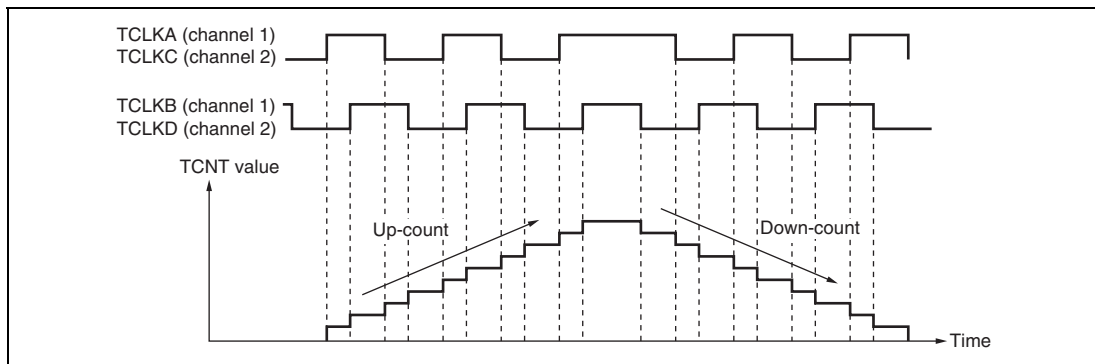 TCLKA (channel 1)
TCLKC (channel 2)
TCLKB (channel 1)
TCLKD (channel 2)
TCNT value
Up-count
Down-count
Time